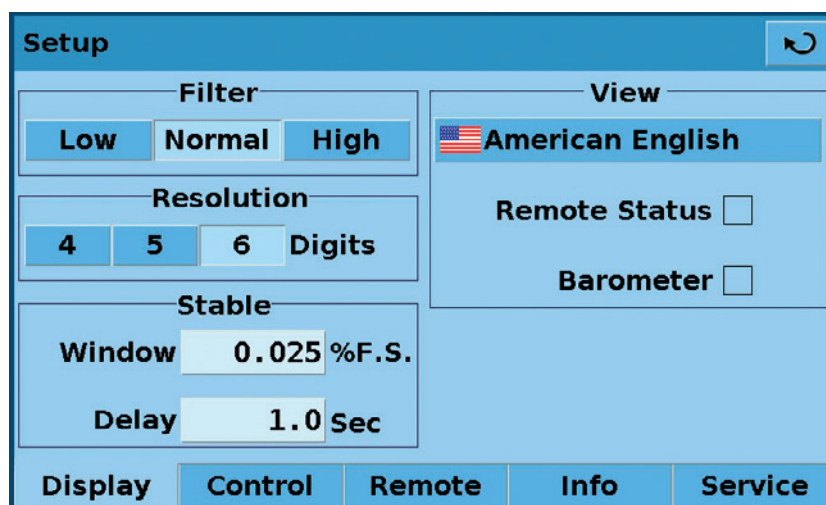 Setup
Filter
Low Normal High
Resolution
4 5 6 Digits
Stable
Window 0.025 %F.S.
Delay 1.0 Sec
View
American English
Remote Status
Barometer
Display Control Remote Info Service